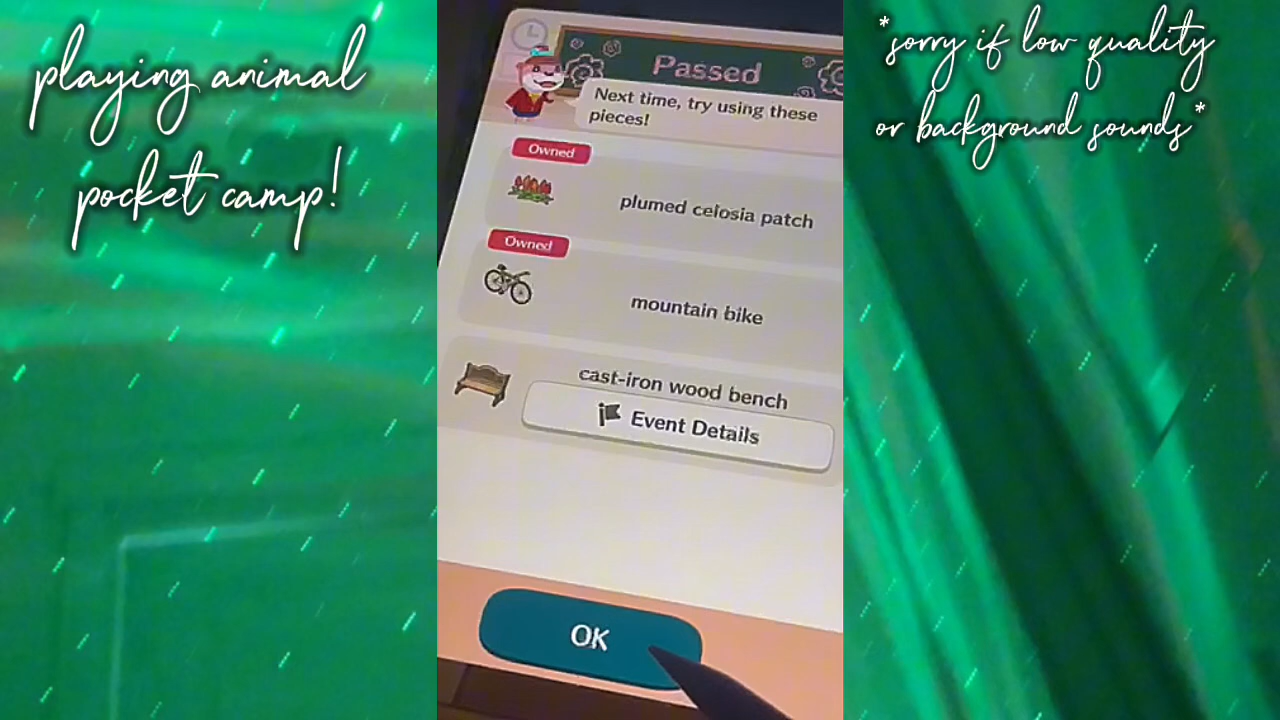 playing animal
pocket camp!
*sorry if low quality
or background sounds*
Passed
Next time, try using these
pieces!
Owned
plumed celosia patch
Owned
mountain bike
cast-iron wood bench
Event Details
OK